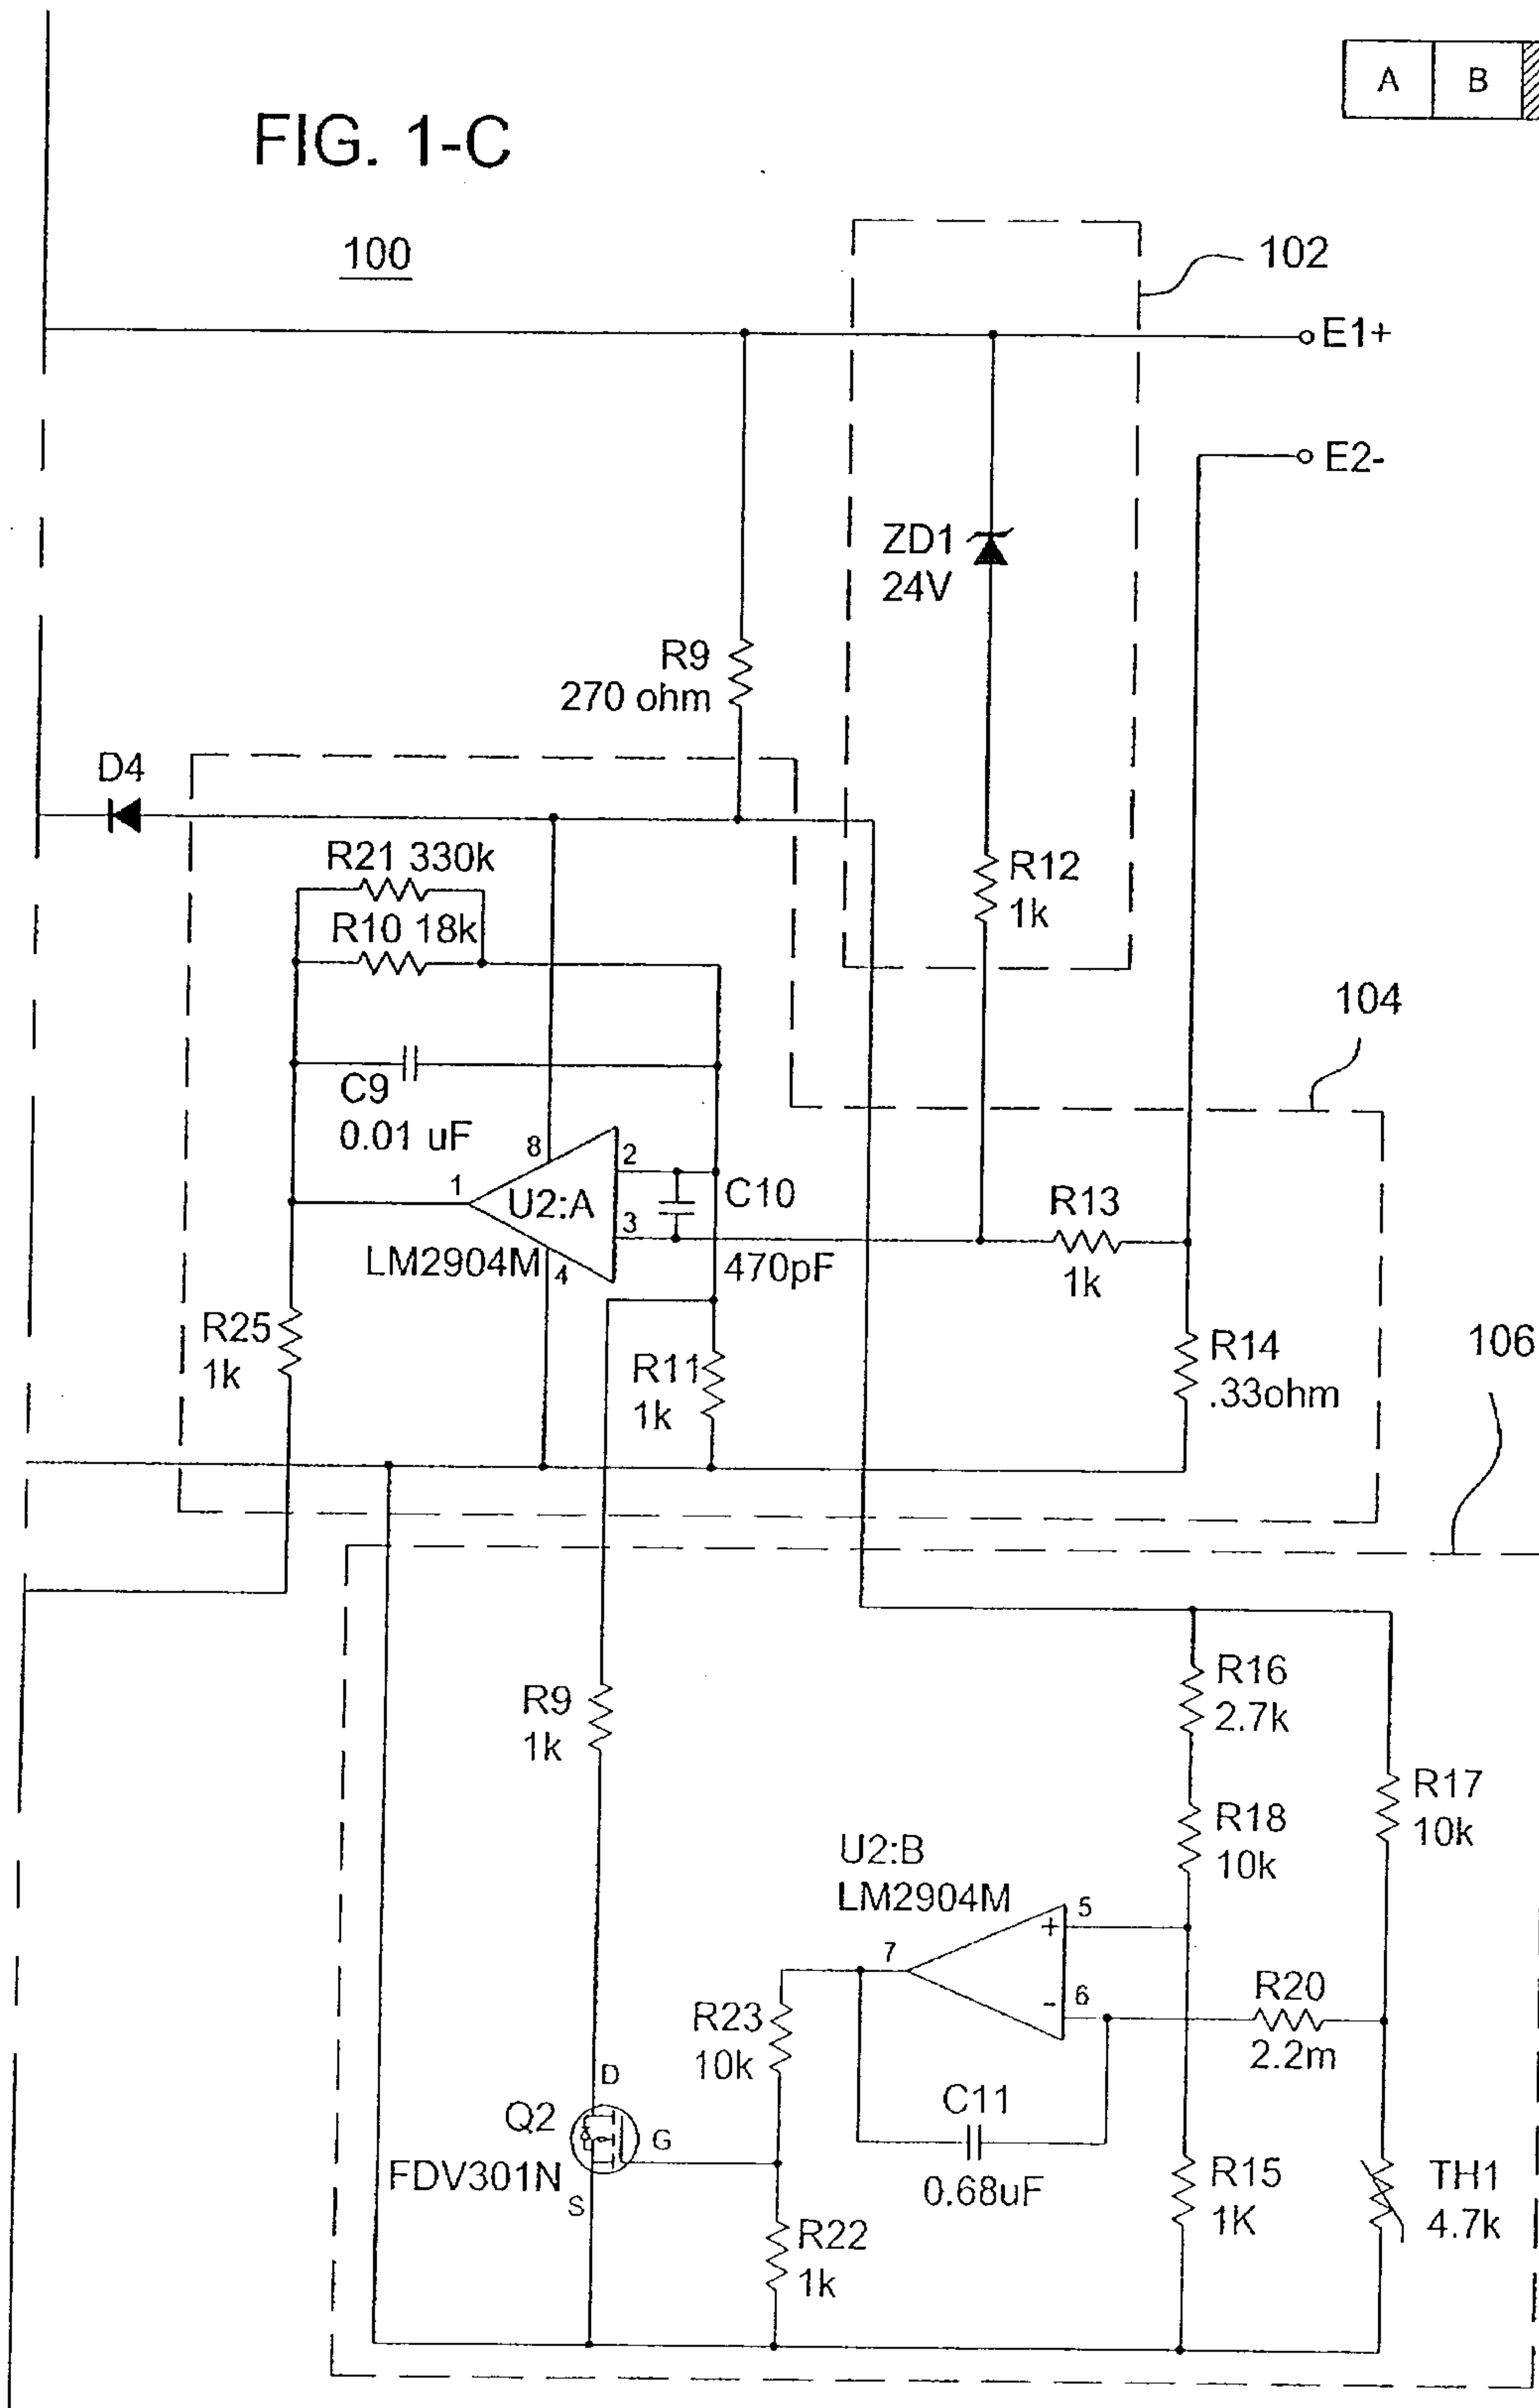 A B
FIG. 1-C
100
102
E1+
E2-
ZD1
24V
R9
270 ohm
D4
R21 330k
R10 18k
R12
1k
104
C9
0.01 uF
8
2
1
U2:A
3
C10
470pF
LM2904M
4
R13
1k
R25
1k
R11
1k
R14
.33ohm
106
R9
1k
R16
2.7k
R17
10k
R18
10k
U2:B
LM2904M
+
5
7
-
6
R20
2.2m
R23
10k
D
Q2
G
FDV301N
S
C11
0.68uF
R15
1K
TH1
4.7k
R22
1k